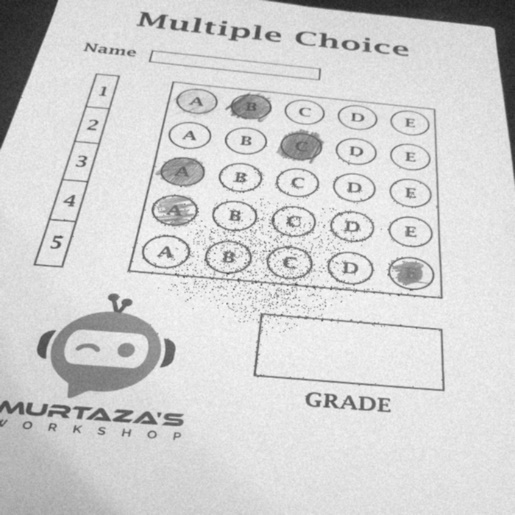 Multiple Choice
Name
1 A B C D E
2 A B C D E
3 A B C D E
4 A B C D E
5 A B C D E
GRADE
MURTAZA'S
WORKSHOP